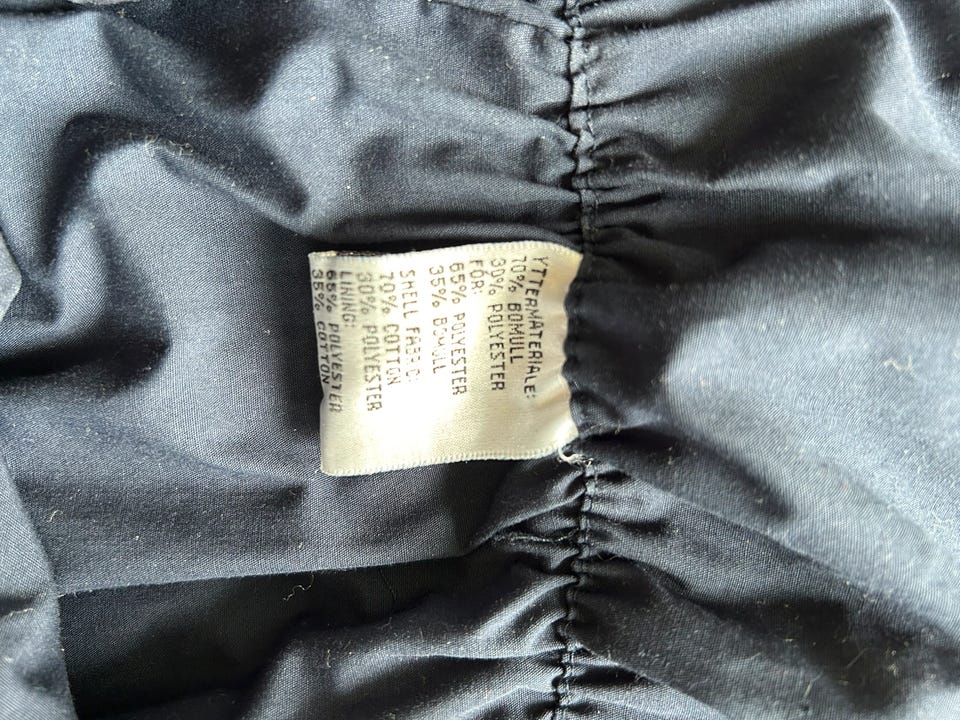 YTTERMATERIALE:
70% BOMULL
30% POLYESTER
FÓR:
65% POLYESTER
35% BOMULL
SHELL FABRIC:
70% COTTON
30% POLYESTER
LINING:
65% POLYESTER
35% COTTON